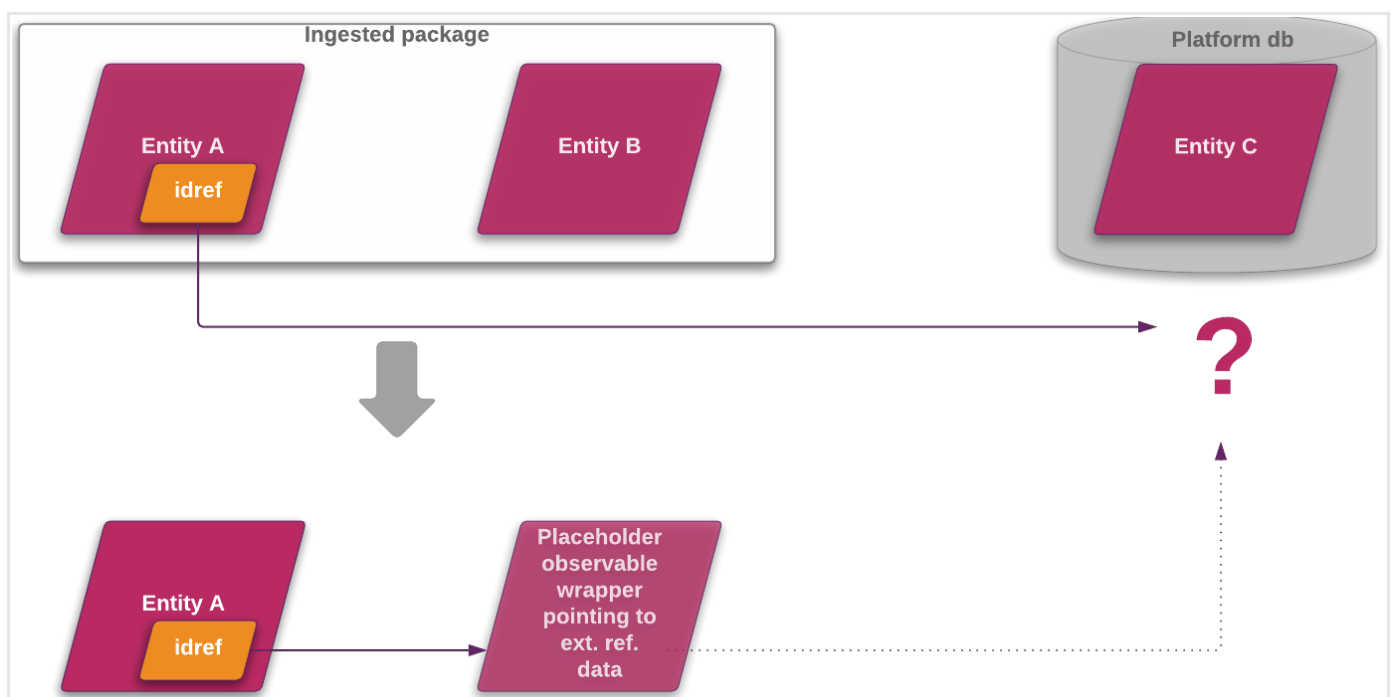 Ingested package
Platform db
Entity A
idref
Entity B
Entity C
?
Entity A
idref
Placeholder
observable
wrapper
pointing to
ext. ref.
data